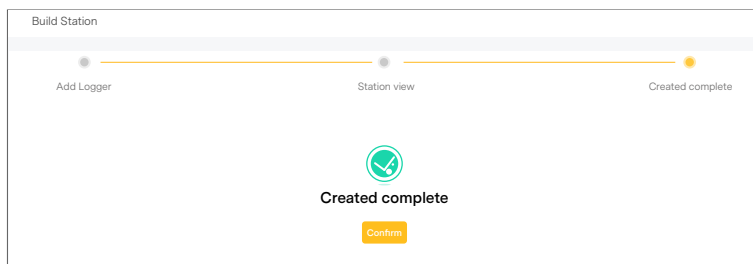 Build Station
Add Logger Station view Created complete
Created complete
Confirm